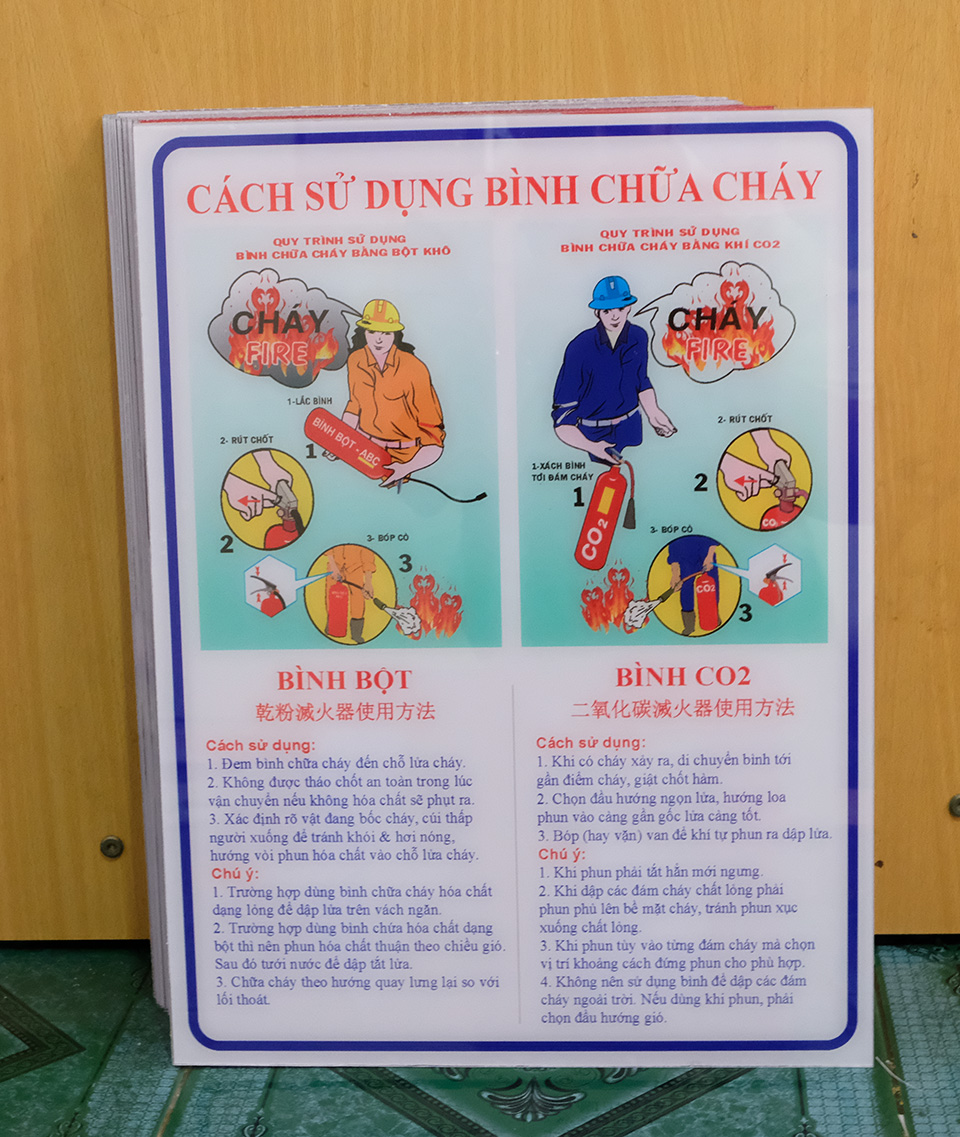 CÁCH SỬ DỤNG BÌNH CHỮA CHÁY
QUY TRÌNH SỬ DỤNG
BÌNH CHỮA CHÁY BẰNG BỘT KHÔ
CHÁY
FIRE
1-LẮC BÌNH
BÌNH BỘT - ABC
1
2- RÚT CHỐT
2
3- BÓP CÒ
3
QUY TRÌNH SỬ DỤNG
BÌNH CHỮA CHÁY BẰNG KHÍ CO2
CHÁY
FIRE
1-XÁCH BÌNH
TỚI ĐÁM CHÁY
1
CO2
2- RÚT CHỐT
2
CO2
3- BÓP CÒ
CO2
3
BÌNH BỘT
乾粉滅火器使用方法
Cách sử dụng:
1. Đem bình chữa cháy đến chỗ lửa cháy.
2. Không được tháo chốt an toàn trong lúc
vận chuyển nếu không hóa chất sẽ phụt ra.
3. Xác định rõ vật đang bốc cháy, cúi thấp
người xuống để tránh khói & hơi nóng,
hướng vòi phun hóa chất vào chỗ lửa cháy.
Chú ý:
1. Trường hợp dùng bình chữa cháy hóa chất
dạng lỏng để dập lửa trên vách ngăn.
2. Trường hợp dùng bình chứa hóa chất dạng
bột thì nên phun hóa chất thuận theo chiều gió.
Sau đó tưới nước để dập tắt lửa.
3. Chữa cháy theo hướng quay lưng lại so với
lối thoát.
BÌNH CO2
二氧化碳滅火器使用方法
Cách sử dụng:
1. Khi có cháy xảy ra, di chuyển bình tới
gần điểm cháy, giật chốt hàm.
2. Chọn đầu hướng ngọn lửa, hướng loa
phun vào càng gần gốc lửa càng tốt.
3. Bóp (hay vặn) van để khí tự phun ra dập lửa.
Chú ý:
1. Khi phun phải tắt hẳn mới ngưng.
2. Khi dập các đám cháy chất lỏng phải
phun phủ lên bề mặt cháy, tránh phun xục
xuống chất lỏng.
3. Khi phun tùy vào từng đám cháy mà chọn
vị trí khoảng cách đứng phun cho phù hợp.
4. Không nên sử dụng bình để dập các đám
cháy ngoài trời. Nếu dùng khi phun, phải
chọn đầu hướng gió.